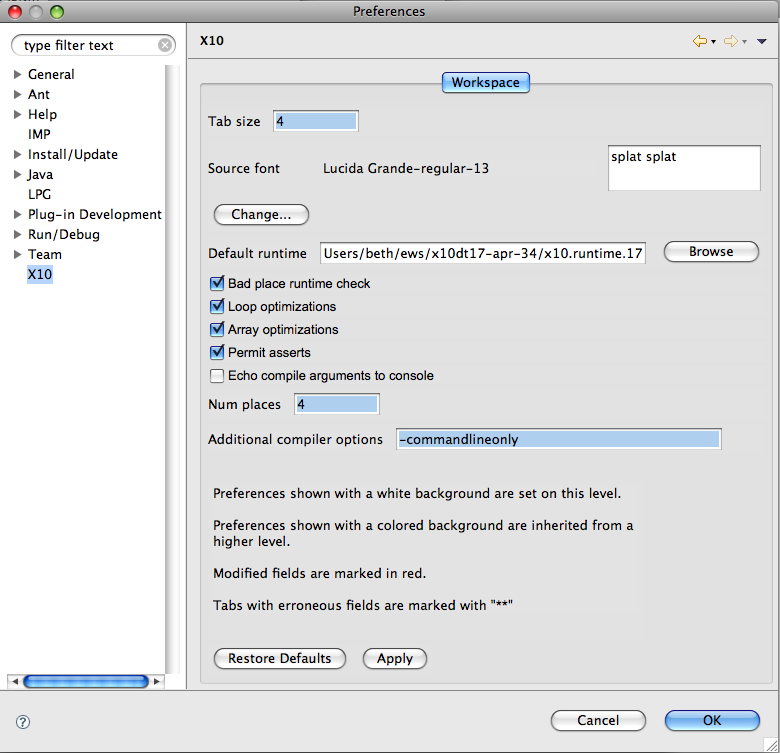 Preferences
type filter text
X10
General
Ant
Help
IMP
Install/Update
Java
LPG
Plug-in Development
Run/Debug
Team
X10
Workspace
Tab size 4
Source font Lucida Grande-regular-13 splat splat
Change...
Default runtime Users/beth/ews/x10dt17-apr-34/x10.runtime.17 Browse
Bad place runtime check
Loop optimizations
Array optimizations
Permit asserts
Echo compile arguments to console
Num places 4
Additional compiler options -commandlineonly
Preferences shown with a white background are set on this level.
Preferences shown with a colored background are inherited from a
higher level.
Modified fields are marked in red.
Tabs with erroneous fields are marked with "**"
Restore Defaults Apply
? Cancel OK